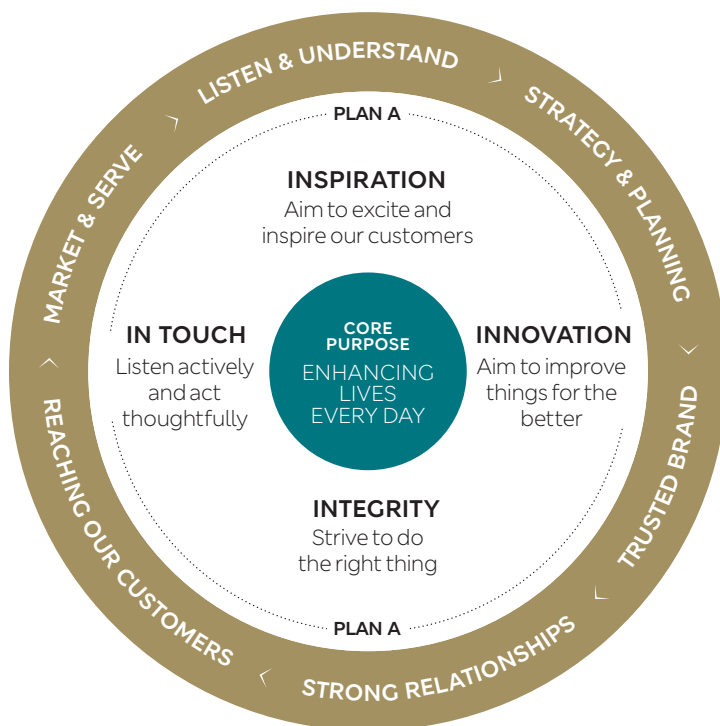 LISTEN & UNDERSTAND
STRATEGY & PLANNING
TRUSTED BRAND
STRONG RELATIONSHIPS
REACHING OUR CUSTOMERS
MARKET & SERVE
PLAN A
INSPIRATION
Aim to excite and
inspire our customers
IN TOUCH
Listen actively
and act
thoughtfully
CORE
PURPOSE
ENHANCING
LIVES
EVERY DAY
INNOVATION
Aim to improve
things for the
better
INTEGRITY
Strive to do
the right thing
PLAN A